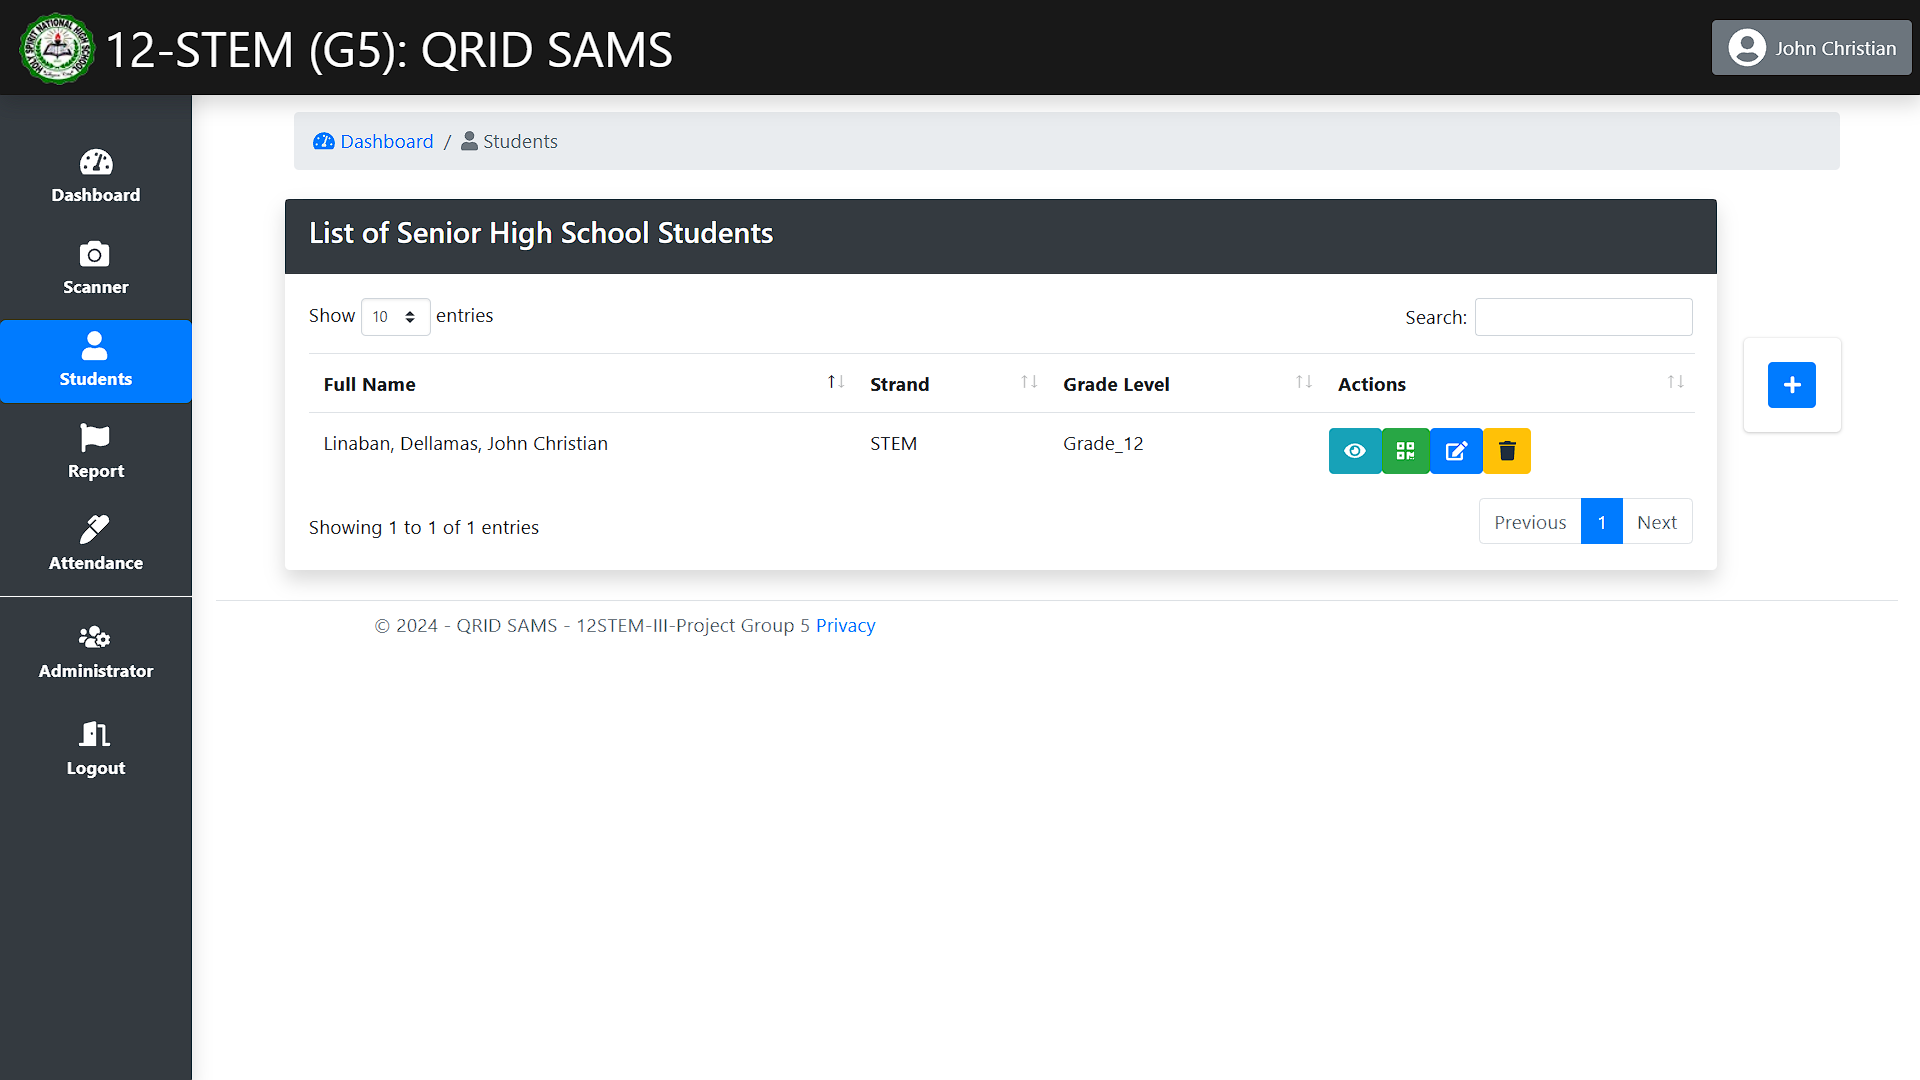 12-STEM (G5): QRID SAMS
John Christian
Dashboard
Scanner
Students
Report
Attendance
Administrator
Logout
Dashboard / Students
List of Senior High School Students
Show 10 entries
Search:
Full Name Strand Grade Level Actions
Linaban, Dellamas, John Christian STEM Grade_12
Showing 1 to 1 of 1 entries
Previous 1 Next
© 2024 - QRID SAMS - 12STEM-III-Project Group 5 Privacy